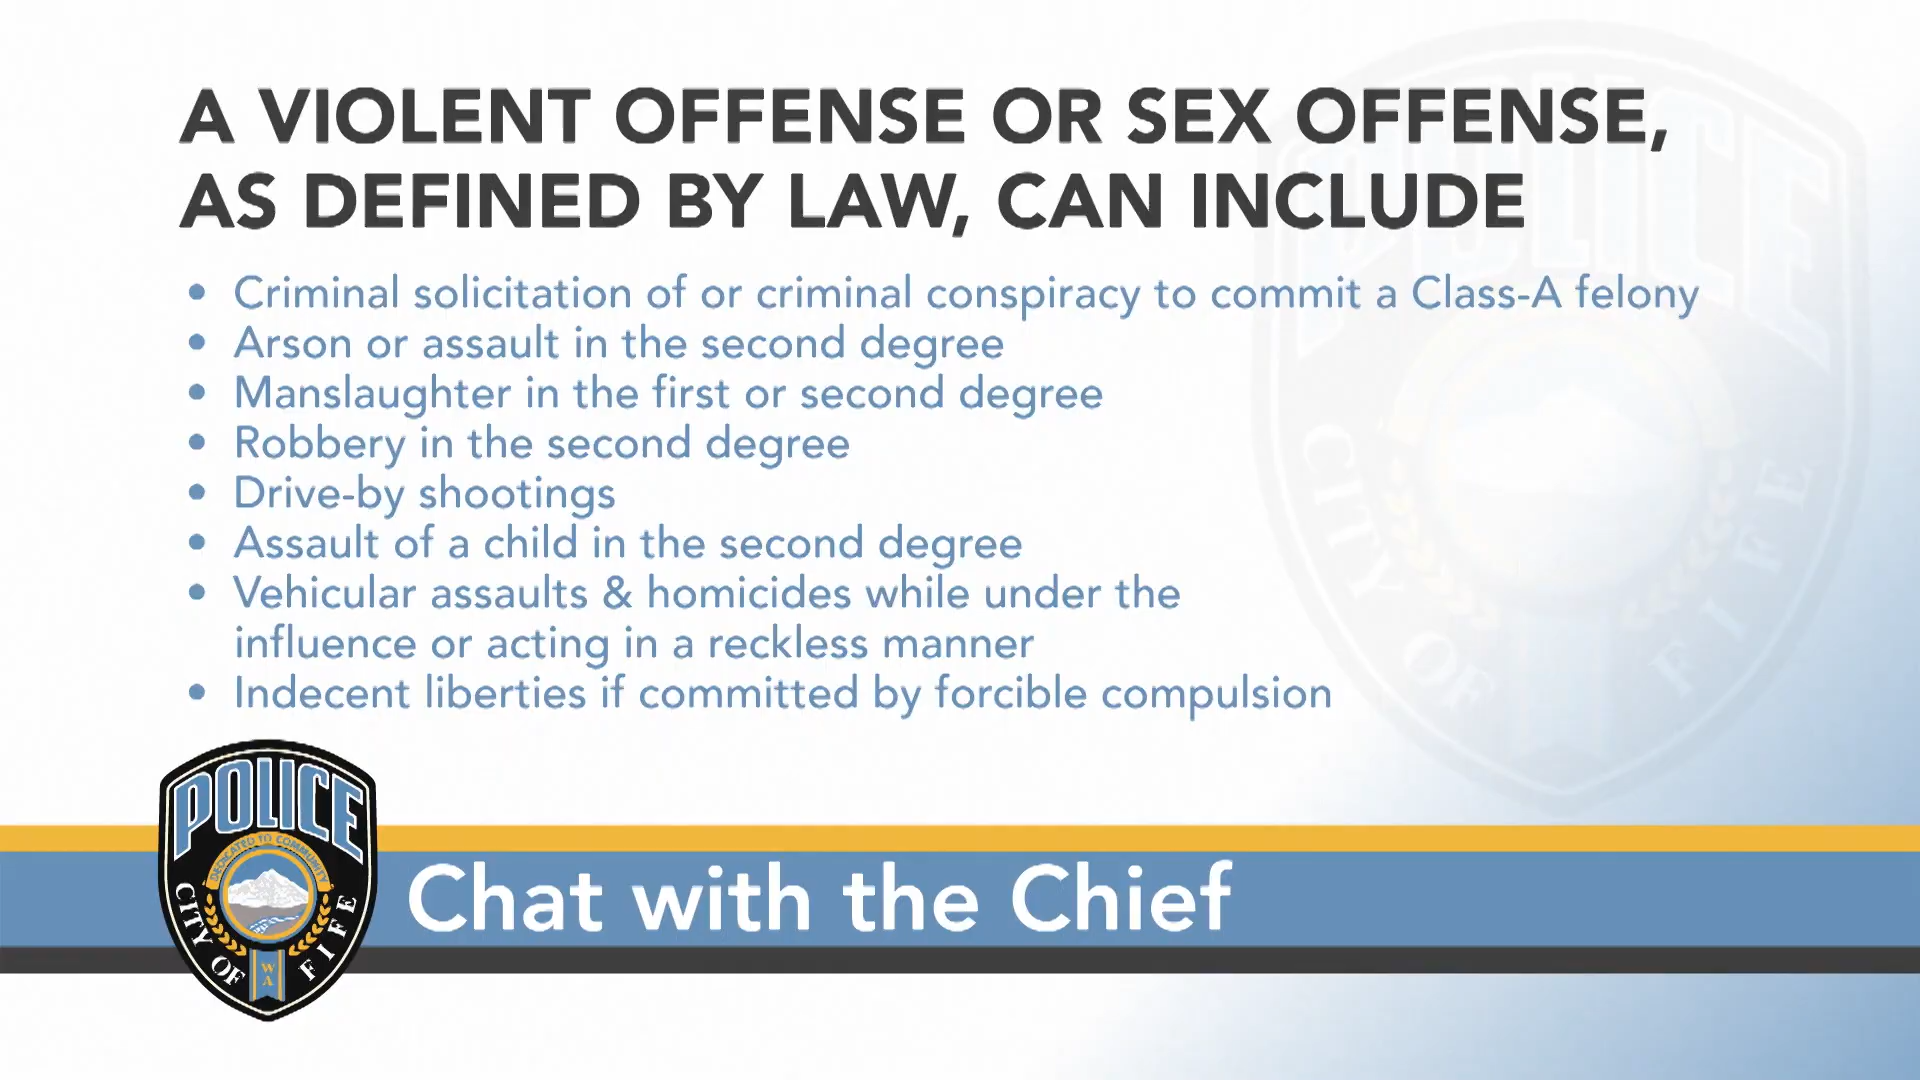 A VIOLENT OFFENSE OR SEX OFFENSE,
AS DEFINED BY LAW, CAN INCLUDE
• Criminal solicitation of or criminal conspiracy to commit a Class-A felony
• Arson or assault in the second degree
• Manslaughter in the first or second degree
• Robbery in the second degree
• Drive-by shootings
• Assault of a child in the second degree
• Vehicular assaults & homicides while under the
influence or acting in a reckless manner
• Indecent liberties if committed by forcible compulsion
POLICE
DEDICATED TO COMMUNITY
CITY OF FIFE
WA
Chat with the Chief
POLICE
CITY OF FIFE